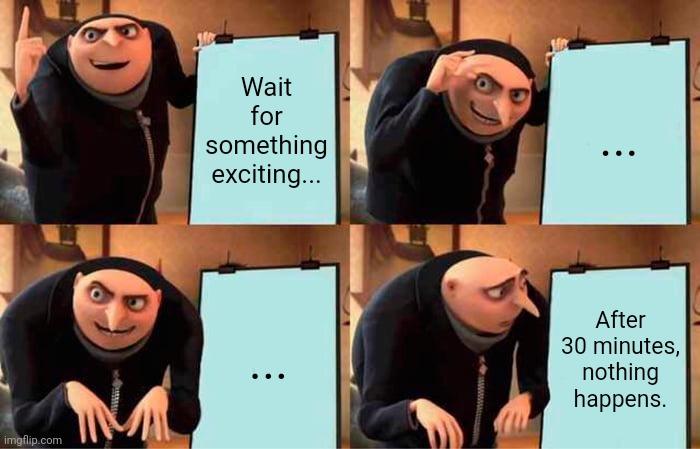 Wait
for
something
exciting...
...
...
After
30 minutes,
nothing
happens.
imgflip.com